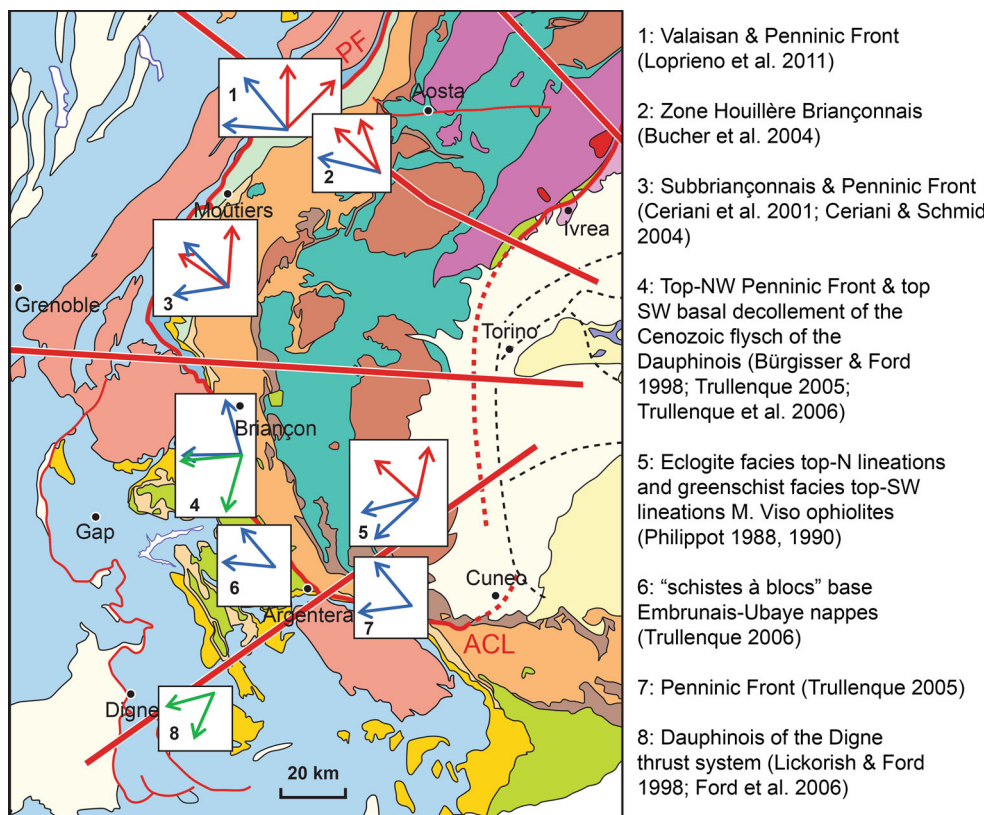 PF
1
Aosta
2
Moûtiers
Ivrea
3
Grenoble
Torino
Briançon
4
5
Gap
6
Cuneo
Argentera
7
ACL
Digne
8
20 km
1: Valaisan & Penninic Front
(Loprieno et al. 2011)
2: Zone Houillère Briançonnais
(Bucher et al. 2004)
3: Subbriançonnais & Penninic Front
(Ceriani et al. 2001; Ceriani & Schmid
2004)
4: Top-NW Penninic Front & top
SW basal decollement of the
Cenozoic flysch of the
Dauphinois (Bürgisser & Ford
1998; Trullenque 2005;
Trullenque et al. 2006)
5: Eclogite facies top-N lineations
and greenschist facies top-SW
lineations M. Viso ophiolites
(Philippot 1988, 1990)
6: “schistes à blocs” base
Embrunais-Ubaye nappes
(Trullenque 2006)
7: Penninic Front (Trullenque 2005)
8: Dauphinois of the Digne
thrust system (Lickorish & Ford
1998; Ford et al. 2006)